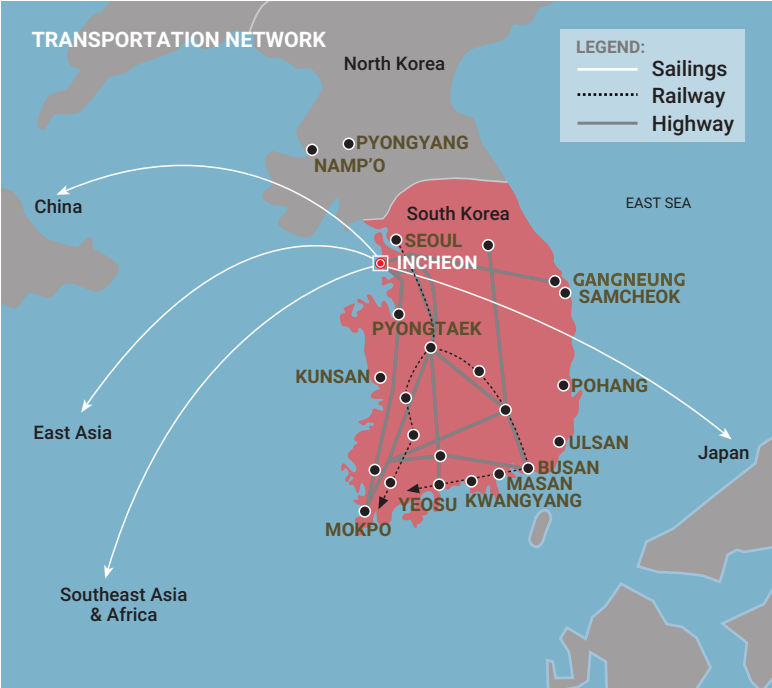 TRANSPORTATION NETWORK
LEGEND:
Sailings
Railway
Highway
North Korea
PYONGYANG
NAMP'O
China
EAST SEA
South Korea
SEOUL
INCHEON
GANGNEUNG
SAMCHEOK
PYONGTAEK
KUNSAN
POHANG
East Asia
ULSAN
Japan
BUSAN
MASAN
KWANGYANG
YEOSU
MOKPO
Southeast Asia
& Africa